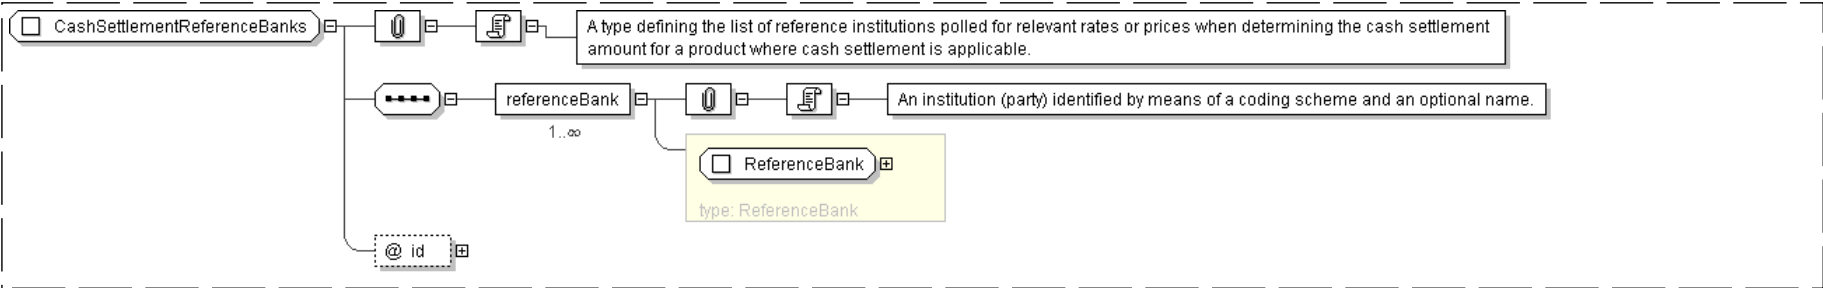 CashSettlementReferenceBanks
A type defining the list of reference institutions polled for relevant rates or prices when determining the cash settlement
amount for a product where cash settlement is applicable.
referenceBank
An institution (party) identified by means of a coding scheme and an optional name.
1..∞
ReferenceBank
type: ReferenceBank
@ id